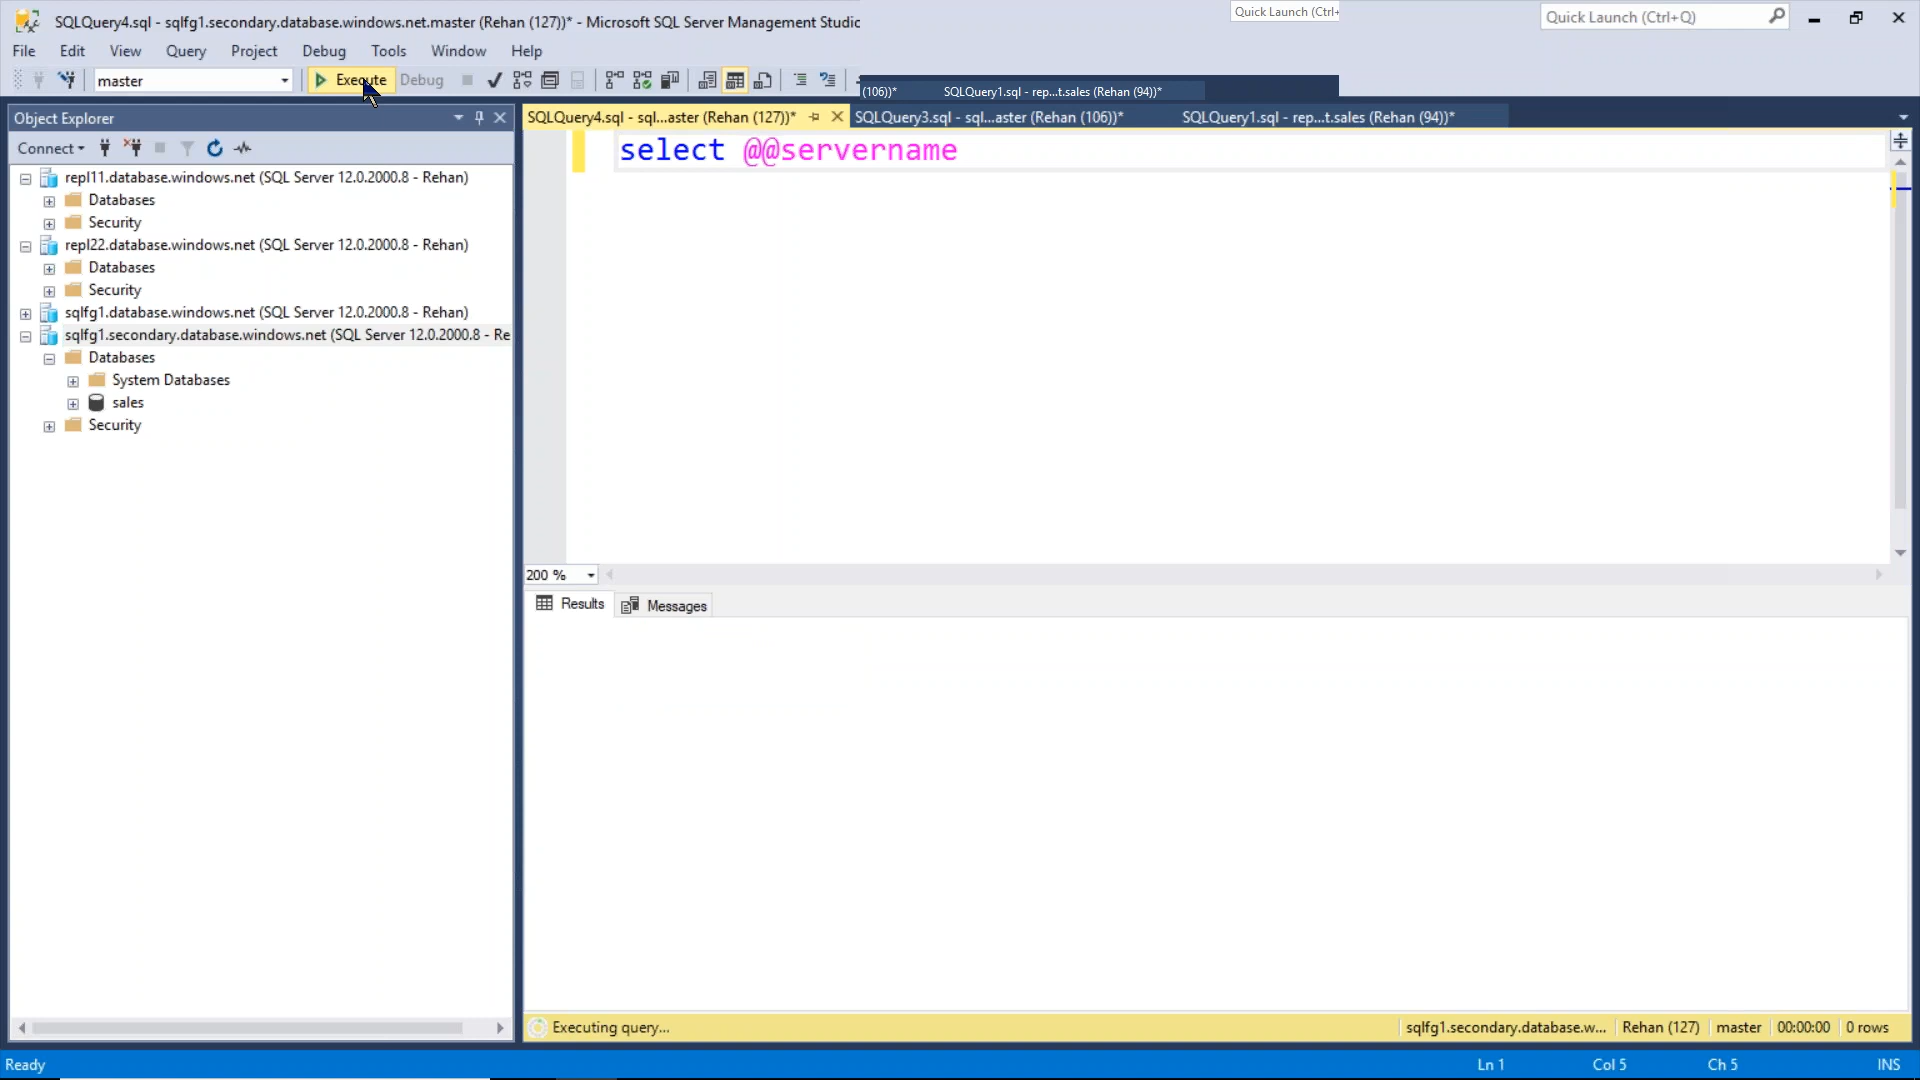 SQLQuery4.sql - sqlfg1.secondary.database.windows.net.master (Rehan (127))* - Microsoft SQL Server Management Studio
Quick Launch (Ctrl+
Quick Launch (Ctrl+Q)
File Edit View Query Project Debug Tools Window Help
master
Execute
Debug
(106))* SQLQuery1.sql - rep...t.sales (Rehan (94))*
Object Explorer
SQLQuery4.sql - sql...aster (Rehan (127))* SQLQuery3.sql - sql...aster (Rehan (106))* SQLQuery1.sql - rep...t.sales (Rehan (94))*
Connect
select @@servername
repl11.database.windows.net (SQL Server 12.0.2000.8 - Rehan)
Databases
Security
repl22.database.windows.net (SQL Server 12.0.2000.8 - Rehan)
Databases
Security
sqlfg1.database.windows.net (SQL Server 12.0.2000.8 - Rehan)
sqlfg1.secondary.database.windows.net (SQL Server 12.0.2000.8 - Re
Databases
System Databases
sales
Security
200 %
Results Messages
Executing query...
sqlfg1.secondary.database.w... Rehan (127) master 00:00:00 0 rows
Ready
Ln 1 Col 5 Ch 5 INS